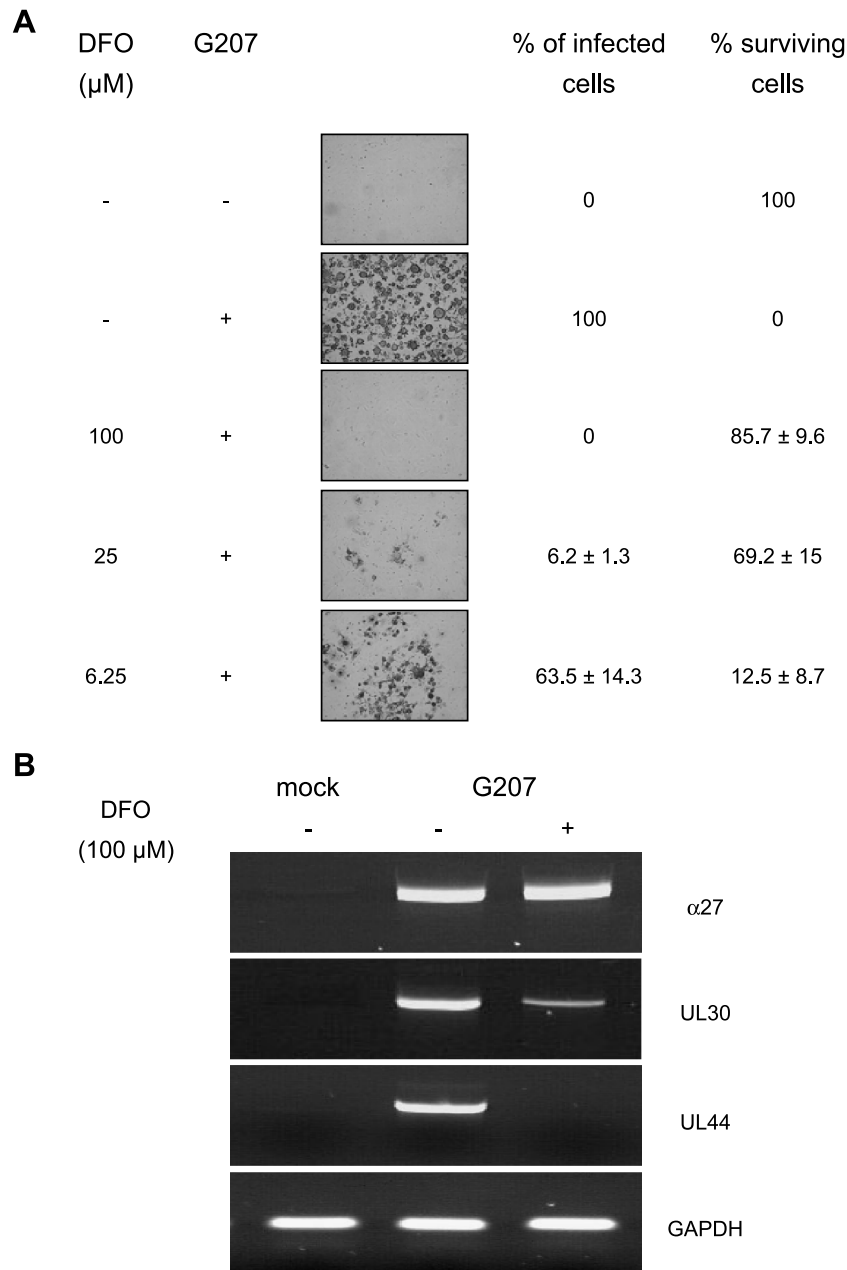 A
DFO (µM) G207 % of infected cells % surviving cells
- - 0 100
- + 100 0
100 + 0 85.7 ± 9.6
25 + 6.2 ± 1.3 69.2 ± 15
6.25 + 63.5 ± 14.3 12.5 ± 8.7
B
mock G207
DFO (100 µM) - - +
α27
UL30
UL44
GAPDH